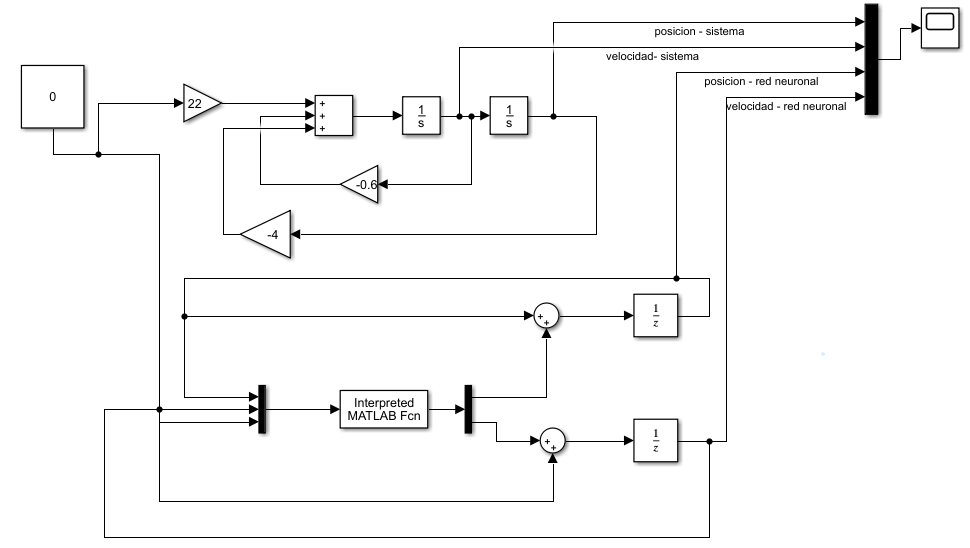 posicion - sistema
velocidad- sistema
posicion - red neuronal
velocidad - red neuronal
0
22
+
+
+
1
s
1
s
-0.6
-4
+
+
1
z
Interpreted
MATLAB Fcn
+
+
1
z